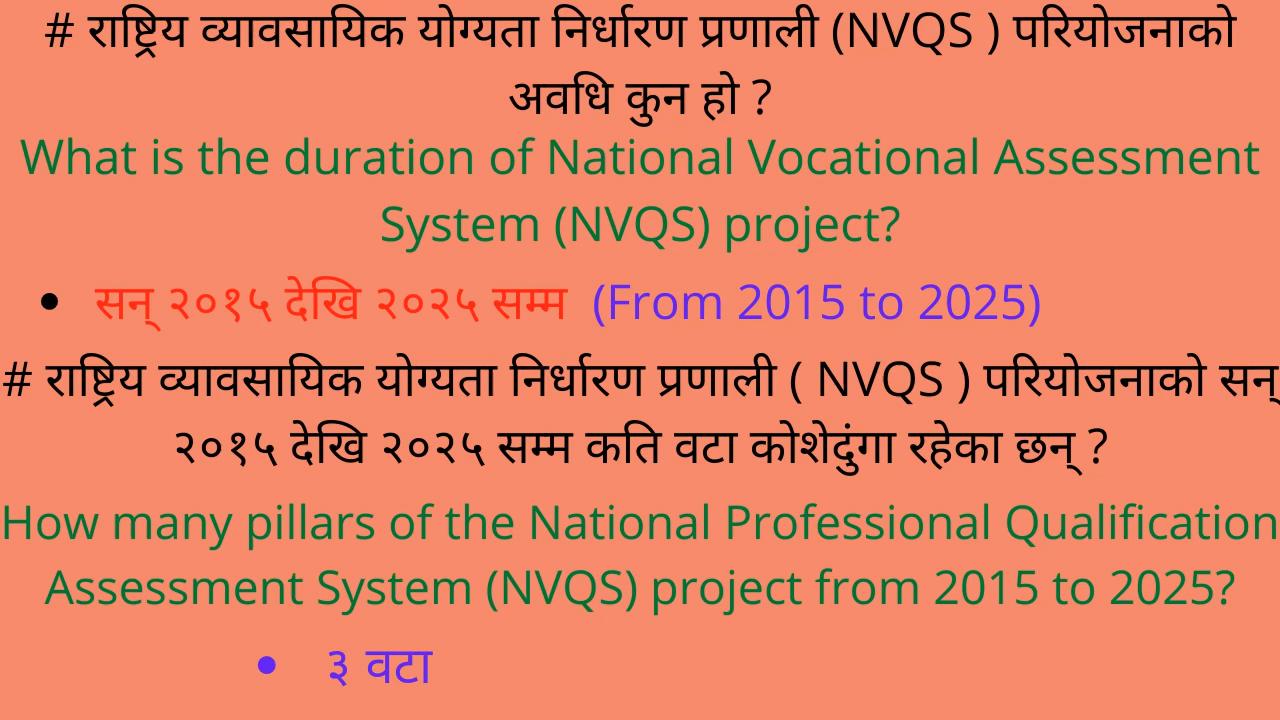 # राष्ट्रिय व्यावसायिक योग्यता निर्धारण प्रणाली (NVQS ) परियोजनाको
अवधि कुन हो ?
What is the duration of National Vocational Assessment
System (NVQS) project?
• सन् २०१५ देखि २०२५ सम्म (From 2015 to 2025)
# राष्ट्रिय व्यावसायिक योग्यता निर्धारण प्रणाली ( NVQS ) परियोजनाको सन्
२०१५ देखि २०२५ सम्म कति वटा कोशेदुंगा रहेका छन् ?
How many pillars of the National Professional Qualification
Assessment System (NVQS) project from 2015 to 2025?
• ३ वटा